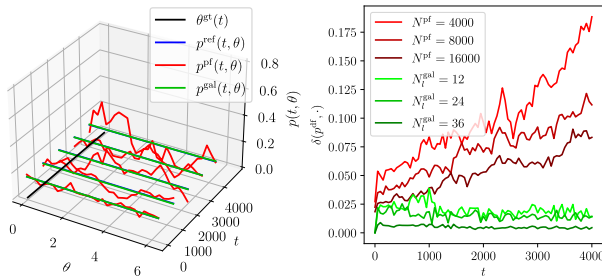 θ^gt(t)
p^ref(t, θ)
p^pf(t, θ)
p^gal(t, θ)
0.8
0.6
0.4
0.2
0.0
p(t, θ)
0
2
4
6
θ
0
1000
2000
3000
4000
t
N^pf = 4000
N^pf = 8000
N^pf = 16000
N_l^gal = 12
N_l^gal = 24
N_l^gal = 36
0.175
0.150
0.125
0.100
0.075
0.050
0.025
0.000
δ(p^dif, ·)
0 1000 2000 3000 4000
t